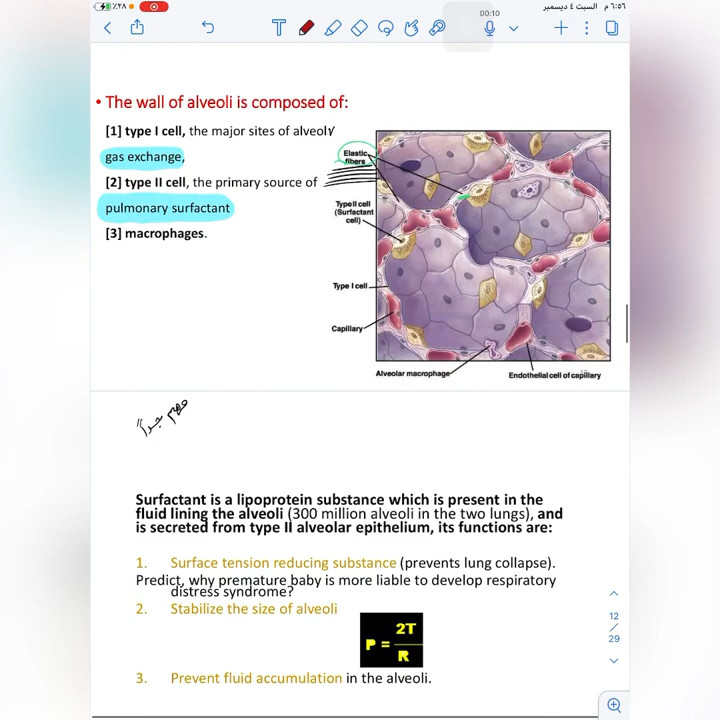 ٪٢٨
00:10
٦:٥٦ م السبت ٤ ديسمبر
T
• The wall of alveoli is composed of:
[1] type I cell, the major sites of alveolγ
gas exchange,
[2] type II cell, the primary source of
pulmonary surfactant
[3] macrophages.
Elastic
fibers
Type II cell
(Surfactant
cell)
Type I cell
Capillary
Alveolar macrophage
Endothelial cell of capillary
مهم جداً
Surfactant is a lipoprotein substance which is present in the
fluid lining the alveoli (300 million alveoli in the two lungs), and
is secreted from type II alveolar epithelium, its functions are:
1. Surface tension reducing substance (prevents lung collapse).
Predict, why premature baby is more liable to develop respiratory
distress syndrome?
2. Stabilize the size of alveoli
P = 2T
R
3. Prevent fluid accumulation in the alveoli.
12
/
29